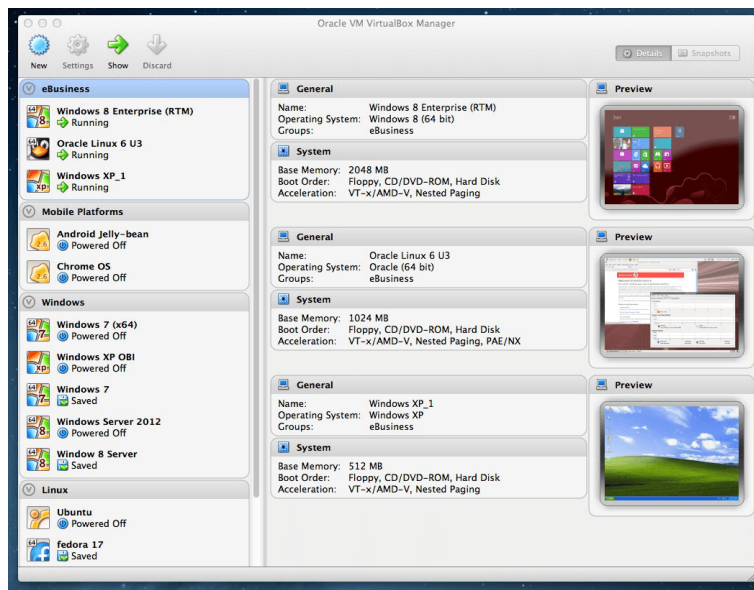 Oracle VM VirtualBox Manager
New
Settings
Show
Discard
Details
Snapshots
eBusiness
Windows 8 Enterprise (RTM)
Running
Oracle Linux 6 U3
Running
Windows XP_1
Running
Mobile Platforms
Android Jelly-bean
Powered Off
Chrome OS
Powered Off
Windows
Windows 7 (x64)
Powered Off
Windows XP OBI
Powered Off
Windows 7
Saved
Windows Server 2012
Powered Off
Window 8 Server
Saved
Linux
Ubuntu
Powered Off
fedora 17
Saved
General
Name: Windows 8 Enterprise (RTM)
Operating System: Windows 8 (64 bit)
Groups: eBusiness
System
Base Memory: 2048 MB
Boot Order: Floppy, CD/DVD-ROM, Hard Disk
Acceleration: VT-x/AMD-V, Nested Paging
Preview
General
Name: Oracle Linux 6 U3
Operating System: Oracle (64 bit)
Groups: eBusiness
System
Base Memory: 1024 MB
Boot Order: Floppy, CD/DVD-ROM, Hard Disk
Acceleration: VT-x/AMD-V, Nested Paging, PAE/NX
Preview
General
Name: Windows XP_1
Operating System: Windows XP
Groups: eBusiness
System
Base Memory: 512 MB
Boot Order: Floppy, CD/DVD-ROM, Hard Disk
Acceleration: VT-x/AMD-V, Nested Paging
Preview